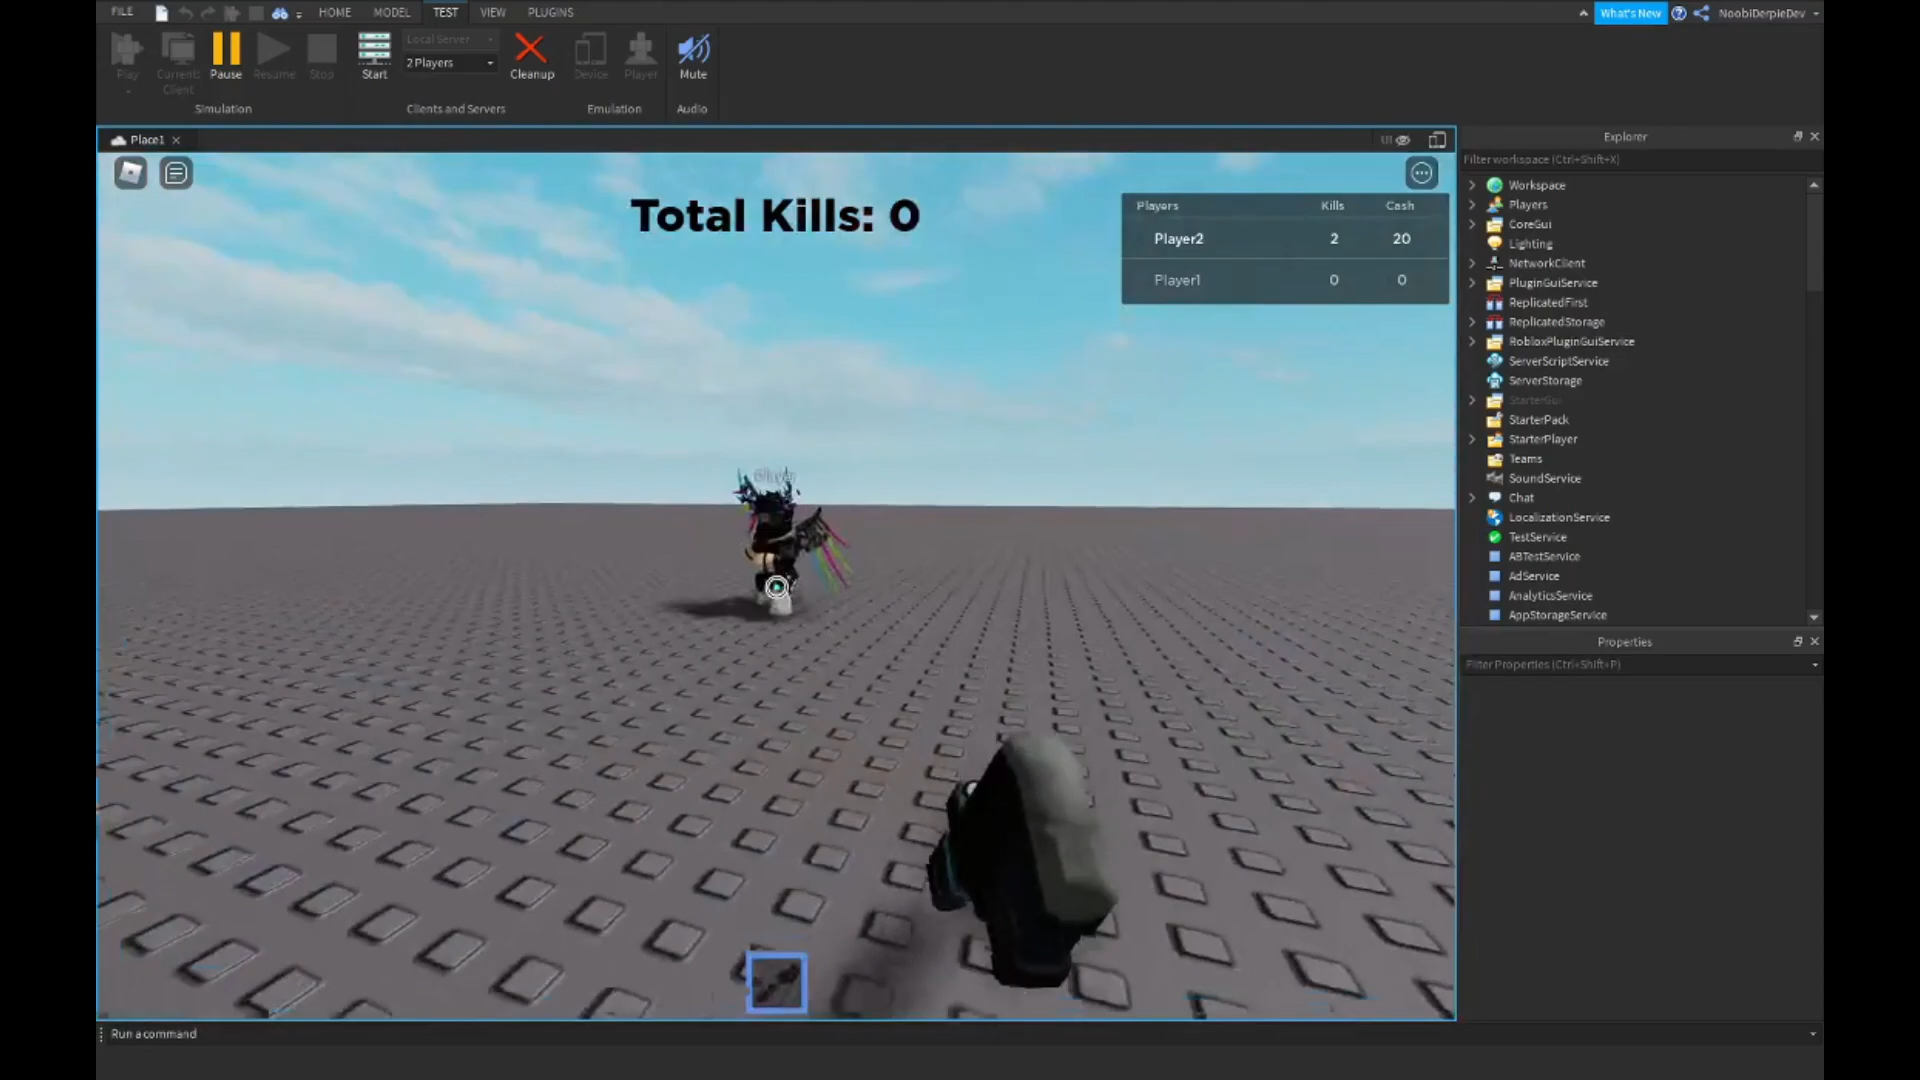 FILE HOME MODEL TEST VIEW PLUGINS What's New NoobiDerpieDev
Play Current Client Pause Resume Stop
Simulation
Start Local Server 2 Players Cleanup
Clients and Servers
Device Player
Emulation
Mute
Audio
Place1 UI
Total Kills: 0
Players Kills Cash
Player2 2 20
Player1 0 0
Explorer
Filter workspace (Ctrl+Shift+X)
Workspace
Players
CoreGui
Lighting
NetworkClient
PluginGuiService
ReplicatedFirst
ReplicatedStorage
RobloxPluginGuiService
ServerScriptService
ServerStorage
StarterGui
StarterPack
StarterPlayer
Teams
SoundService
Chat
LocalizationService
TestService
ABTestService
AdService
AnalyticsService
AppStorageService
Properties
Filter Properties (Ctrl+Shift+P)
Run a command